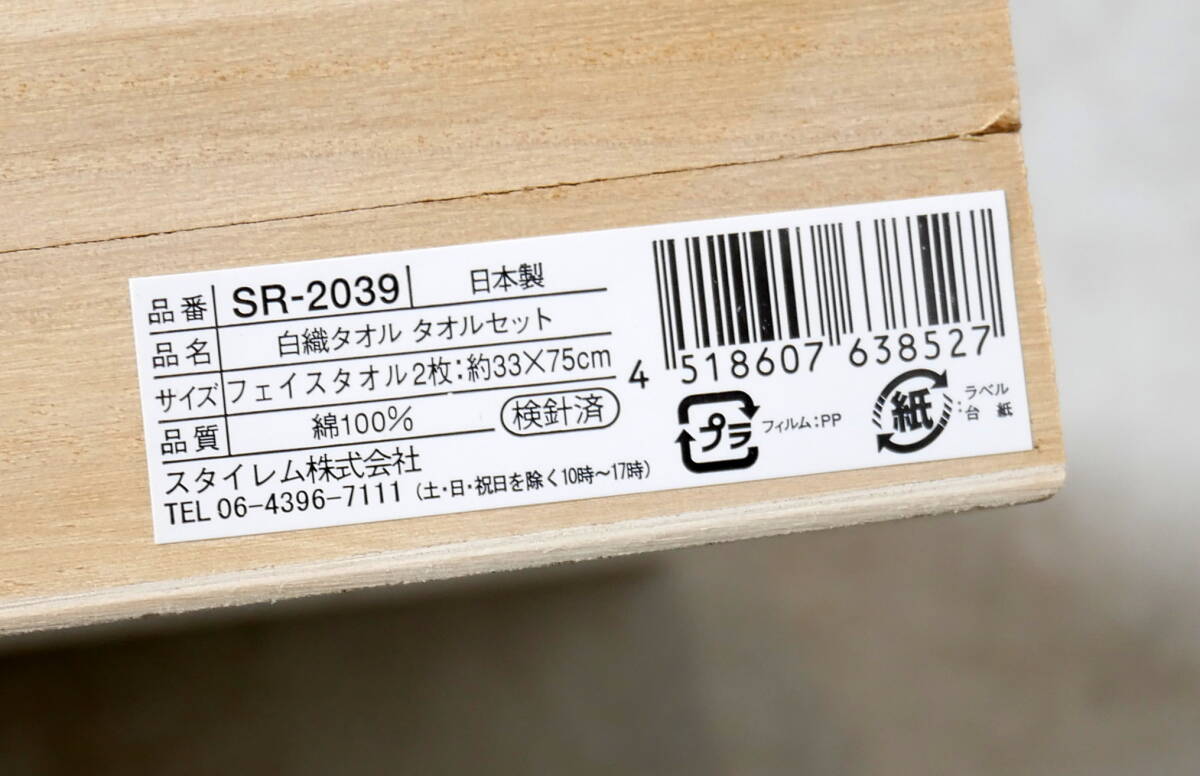 品番 SR-2039 日本製
品名 白織タオル タオルセット
サイズ フェイスタオル2枚:約33×75cm
品質 綿100% 検針済
スタイレム株式会社
TEL 06-4396-7111 (土・日・祝日を除く10時～17時)
4 518607 638527
プラ フィルム:PP
紙 :ラベル
台紙